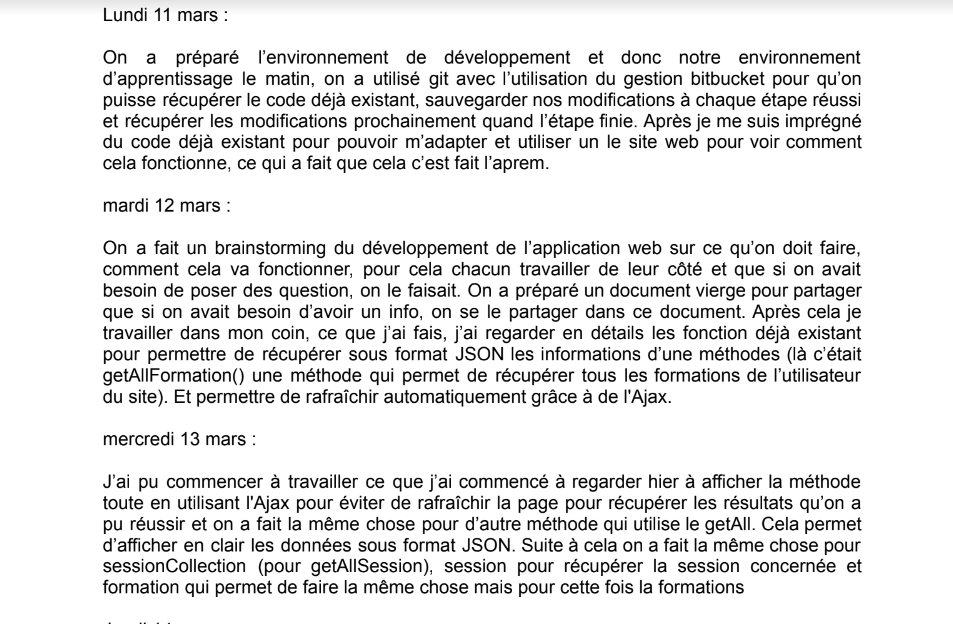 Lundi 11 mars :
On a préparé l’environnement de développement et donc notre environnement
d’apprentissage le matin, on a utilisé git avec l’utilisation du gestion bitbucket pour qu’on
puisse récupérer le code déjà existant, sauvegarder nos modifications à chaque étape réussi
et récupérer les modifications prochainement quand l’étape finie. Après je me suis imprégné
du code déjà existant pour pouvoir m’adapter et utiliser un le site web pour voir comment
cela fonctionne, ce qui a fait que cela c’est fait l’aprem.
mardi 12 mars :
On a fait un brainstorming du développement de l’application web sur ce qu’on doit faire,
comment cela va fonctionner, pour cela chacun travailler de leur côté et que si on avait
besoin de poser des question, on le faisait. On a préparé un document vierge pour partager
que si on avait besoin d’avoir un info, on se le partager dans ce document. Après cela je
travailler dans mon coin, ce que j’ai fais, j’ai regarder en détails les fonction déjà existant
pour permettre de récupérer sous format JSON les informations d’une méthodes (là c’était
getAllFormation() une méthode qui permet de récupérer tous les formations de l’utilisateur
du site). Et permettre de rafraîchir automatiquement grâce à de l'Ajax.
mercredi 13 mars :
J’ai pu commencer à travailler ce que j’ai commencé à regarder hier à afficher la méthode
toute en utilisant l'Ajax pour éviter de rafraîchir la page pour récupérer les résultats qu’on a
pu réussir et on a fait la même chose pour d’autre méthode qui utilise le getAll. Cela permet
d’afficher en clair les données sous format JSON. Suite à cela on a fait la même chose pour
sessionCollection (pour getAllSession), session pour récupérer la session concernée et
formation qui permet de faire la même chose mais pour cette fois la formations